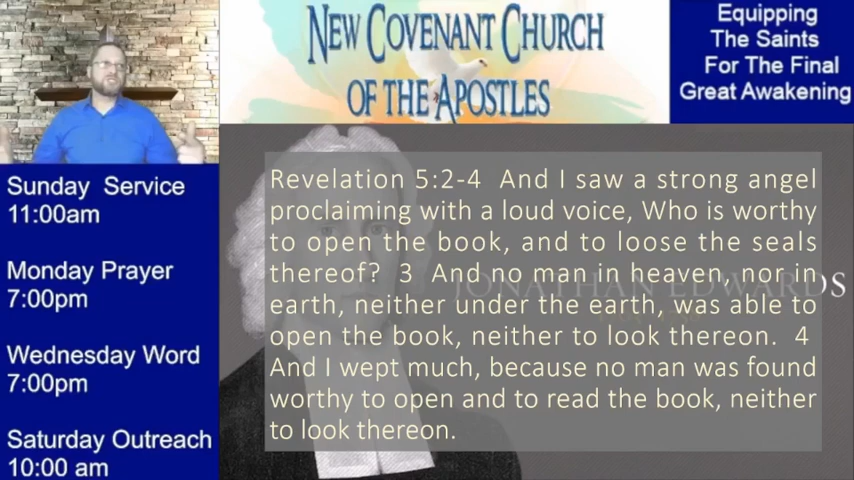 NEW COVENANT CHURCH
OF THE APOSTLES
Equipping
The Saints
For The Final
Great Awakening
Sunday Service
11:00am
Monday Prayer
7:00pm
Wednesday Word
7:00pm
Saturday Outreach
10:00 am
Revelation 5:2-4 And I saw a strong angel
proclaiming with a loud voice, Who is worthy
to open the book, and to loose the seals
thereof? 3 And no man in heaven, nor in
earth, neither under the earth, was able to
open the book, neither to look thereon. 4
And I wept much, because no man was found
worthy to open and to read the book, neither
to look thereon.
JONATHAN EDWARDS